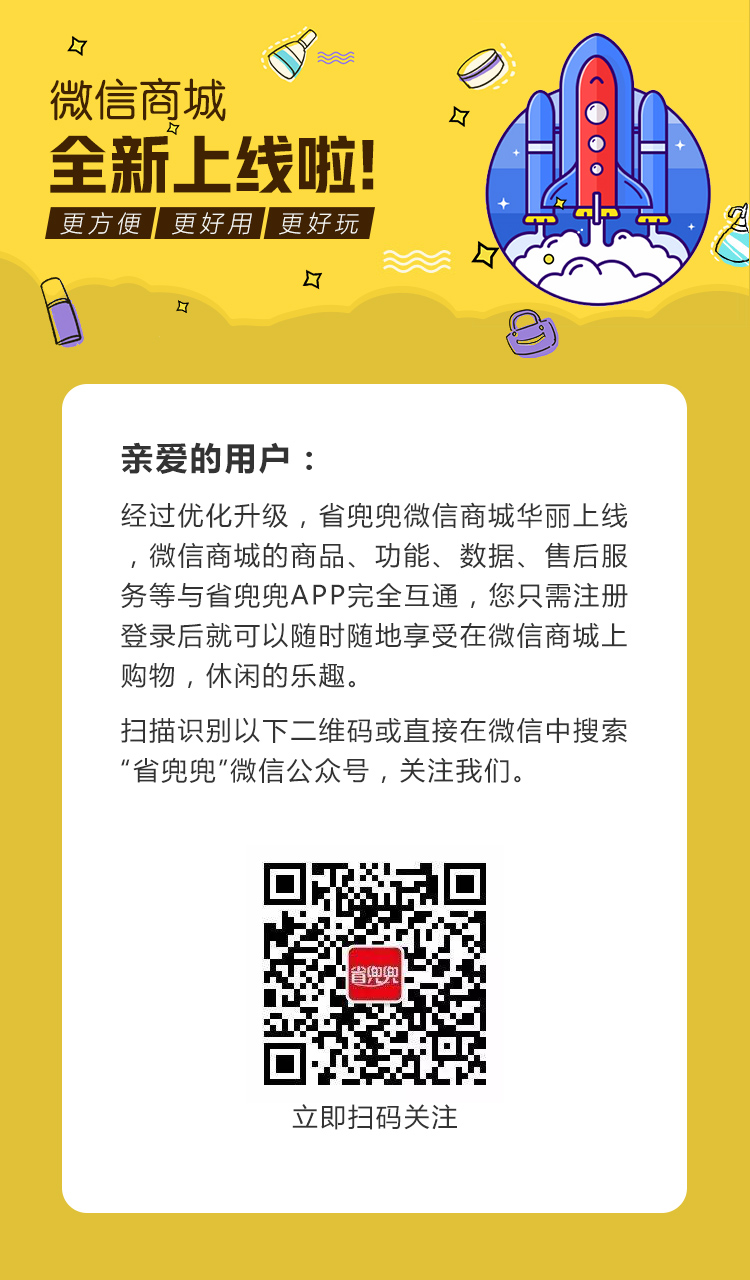 微信商城
全新上线啦!
更方便 更好用 更好玩
亲爱的用户：
经过优化升级，省兜兜微信商城华丽上线
，微信商城的商品、功能、数据、售后服
务等与省兜兜APP完全互通，您只需注册
登录后就可以随时随地享受在微信商城上
购物，休闲的乐趣。
扫描识别以下二维码或直接在微信中搜索
“省兜兜”微信公众号，关注我们。
省兜兜
立即扫码关注